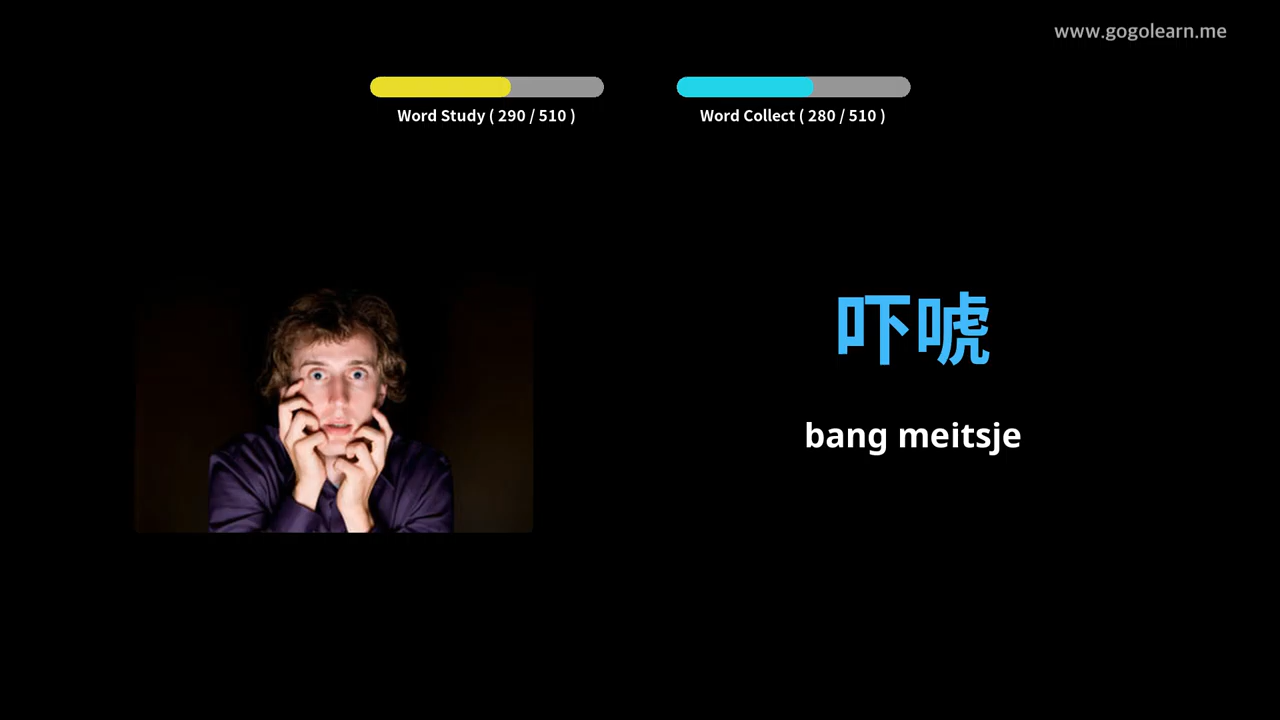 www.gogolearn.me
Word Study ( 290 / 510 )
Word Collect ( 280 / 510 )
吓唬
bang meitsje